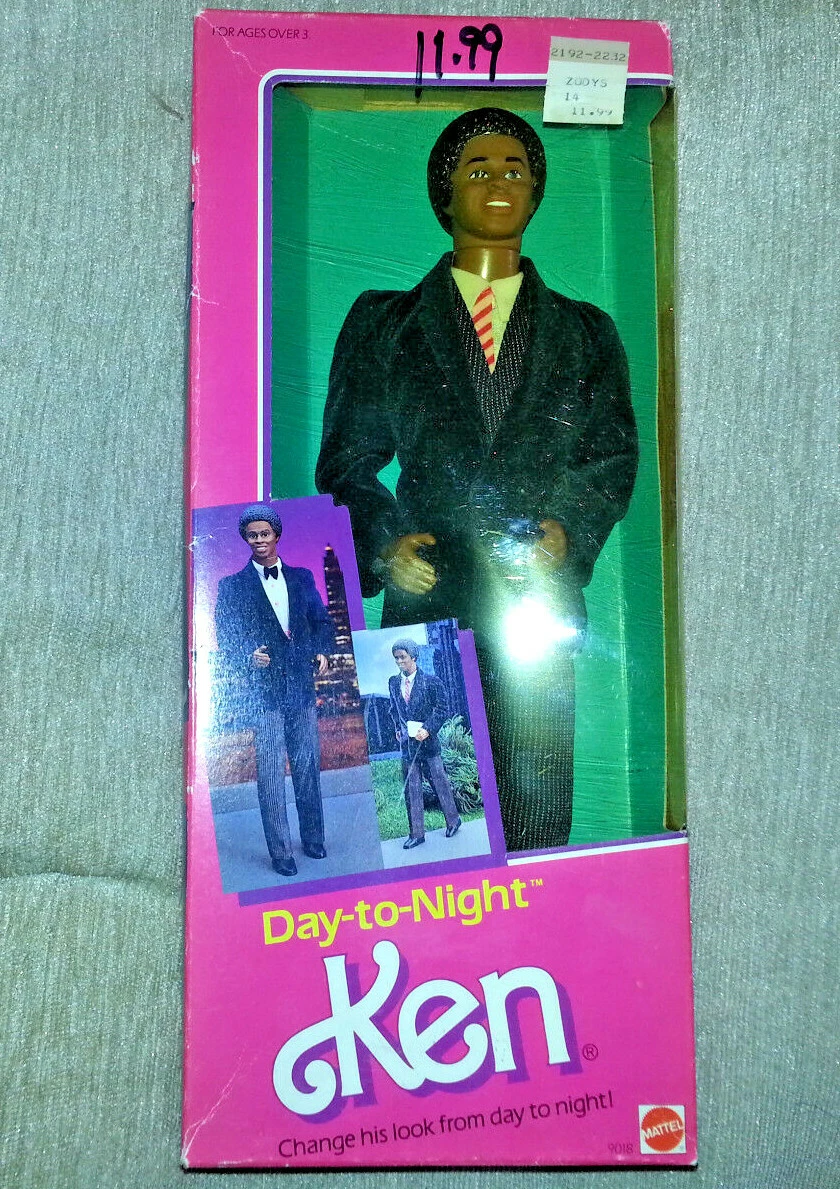 FOR AGES OVER 3.
11.99
2192-2232
ZODYS
14
11.99
Day-to-Night™
Ken®
Change his look from day to night!
9018
MATTEL